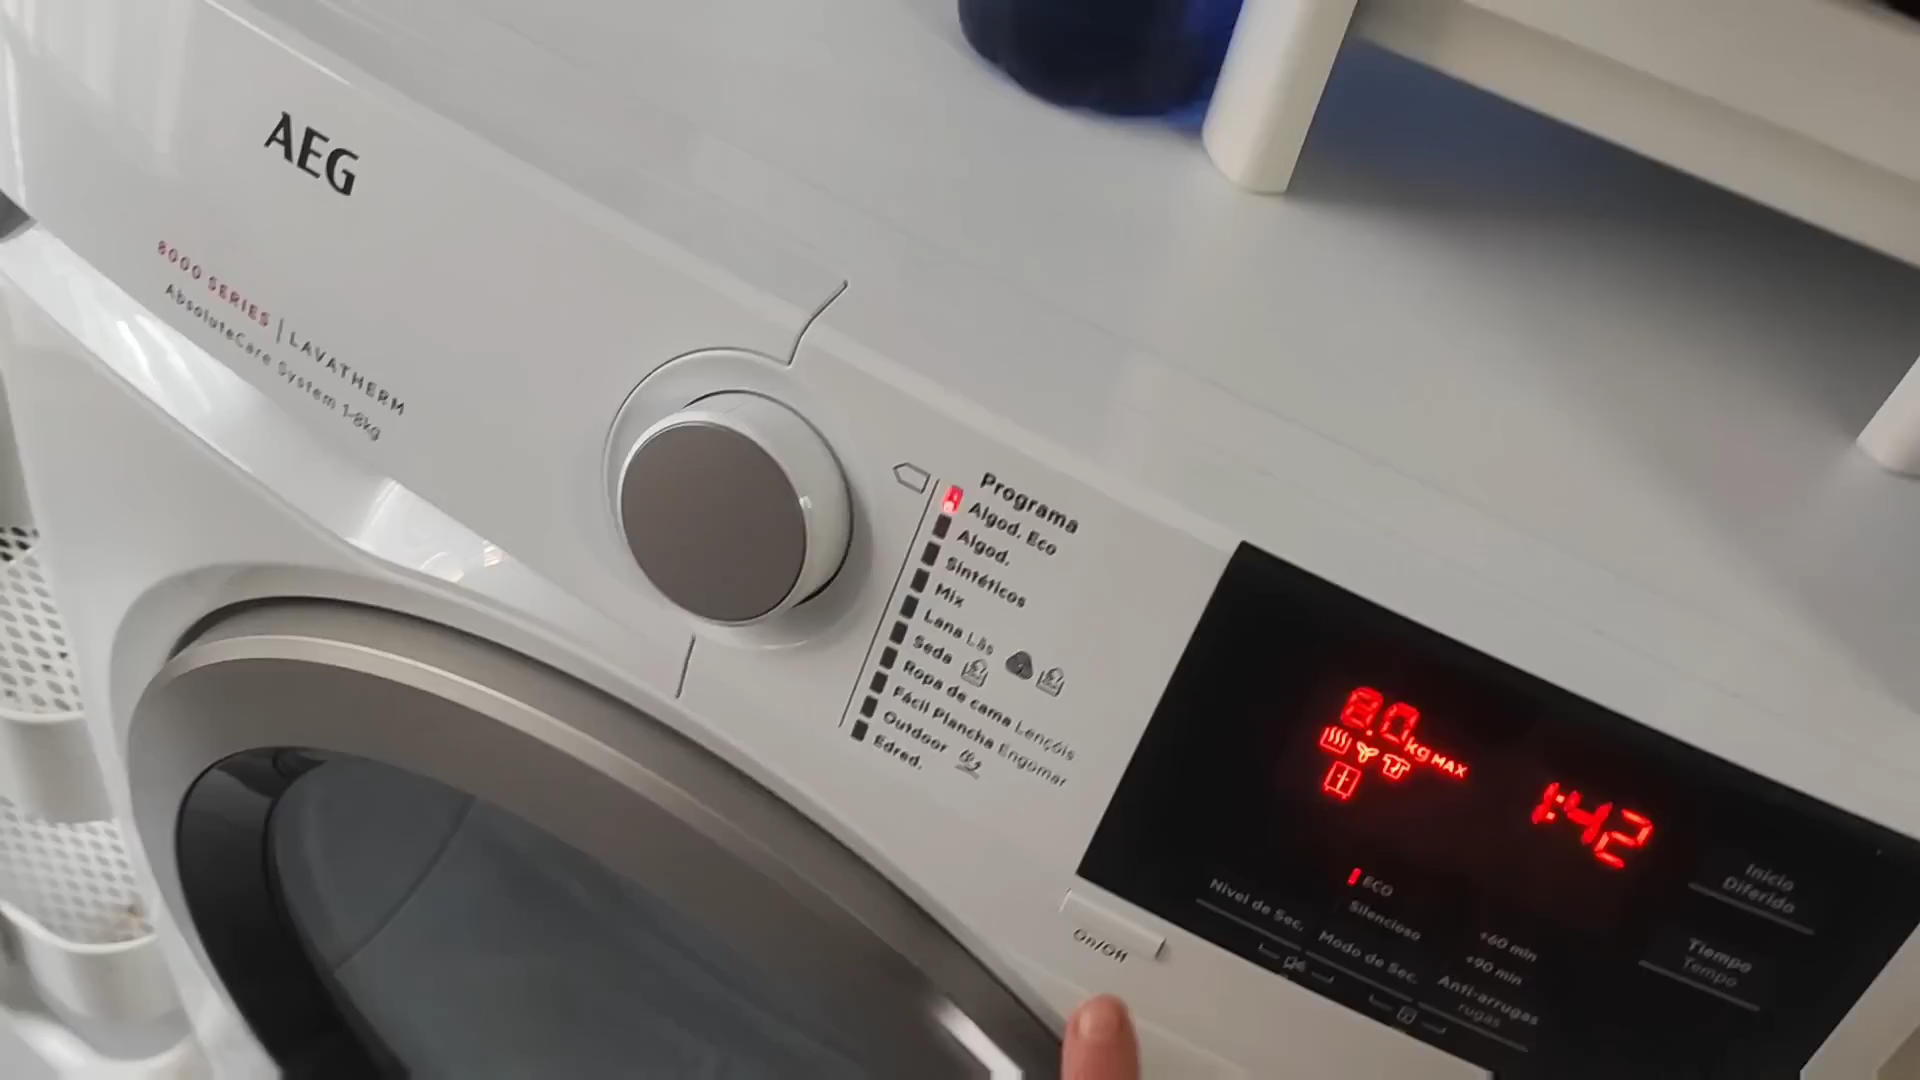 AEG
8000 SERIES | LAVATHERM
AbsoluteCare System 1-8kg
Programa
Algod. Eco
Algod.
Sintéticos
Mix
Lana Lãs
Seda
Ropa de cama Lençóis
Fácil Plancha Engomar
Outdoor
Edred.
On/Off
8.0kg MAX
1:42
ECO
Silencioso
Nivel de Sec.
Modo de Sec.
+60 min
+90 min
Anti-arrugas
rugas
Inicio
Diferido
Tiempo
Tempo